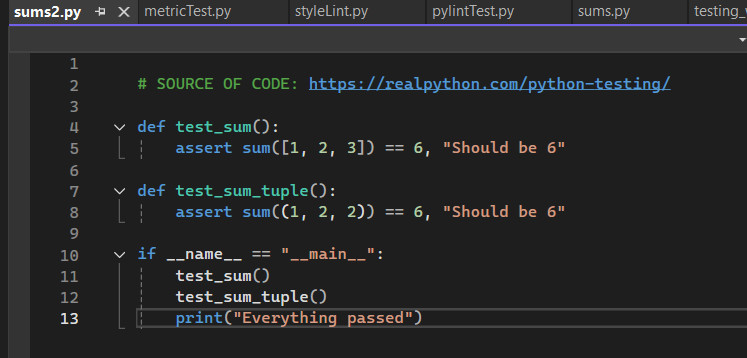 sums2.py metricTest.py styleLint.py pylintTest.py sums.py
1
2 # SOURCE OF CODE: https://realpython.com/python-testing/
3
4 def test_sum():
5 assert sum([1, 2, 3]) == 6, "Should be 6"
6
7 def test_sum_tuple():
8 assert sum((1, 2, 2)) == 6, "Should be 6"
9
10 if __name__ == "__main__":
11 test_sum()
12 test_sum_tuple()
13 print("Everything passed")